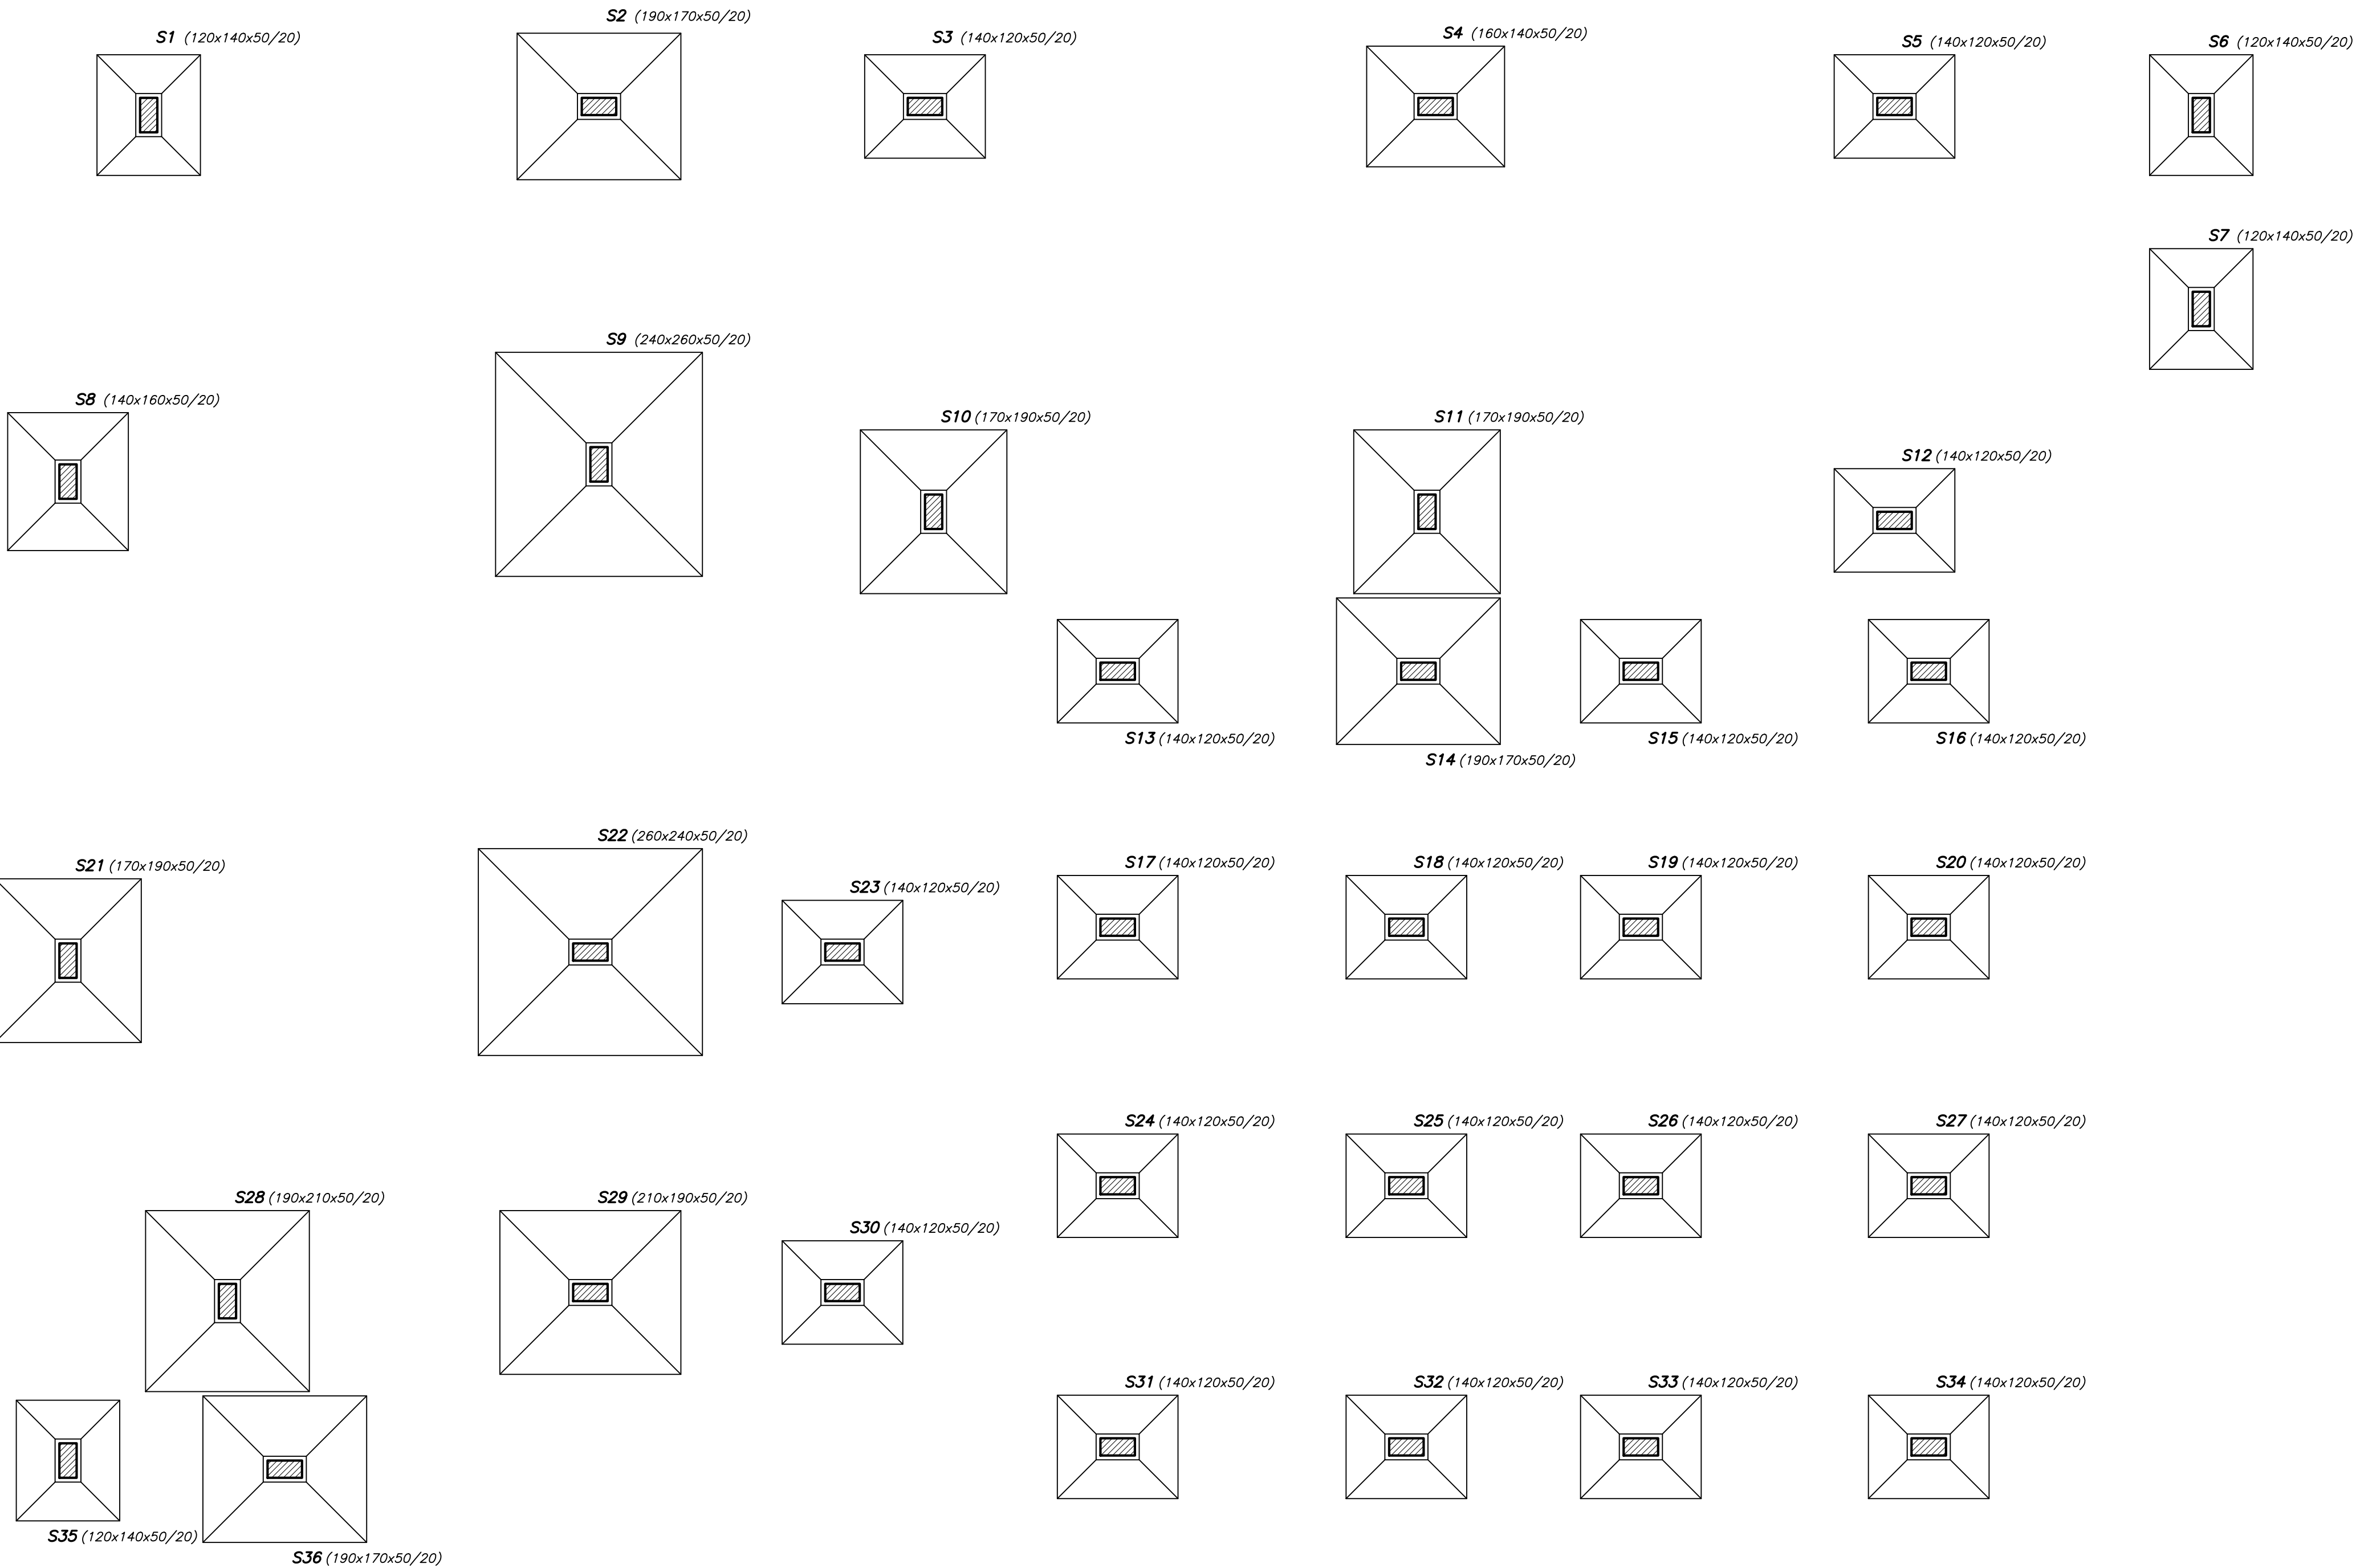 S1 (120x140x50/20)
S2 (190x170x50/20)
S3 (140x120x50/20)
S4 (160x140x50/20)
S5 (140x120x50/20)
S6 (120x140x50/20)
S7 (120x140x50/20)
S8 (140x160x50/20)
S9 (240x260x50/20)
S10 (170x190x50/20)
S11 (170x190x50/20)
S12 (140x120x50/20)
S13 (140x120x50/20)
S14 (190x170x50/20)
S15 (140x120x50/20)
S16 (140x120x50/20)
S21 (170x190x50/20)
S22 (260x240x50/20)
S23 (140x120x50/20)
S17 (140x120x50/20)
S18 (140x120x50/20)
S19 (140x120x50/20)
S20 (140x120x50/20)
S24 (140x120x50/20)
S25 (140x120x50/20)
S26 (140x120x50/20)
S27 (140x120x50/20)
S28 (190x210x50/20)
S29 (210x190x50/20)
S30 (140x120x50/20)
S31 (140x120x50/20)
S32 (140x120x50/20)
S33 (140x120x50/20)
S34 (140x120x50/20)
S35 (120x140x50/20)
S36 (190x170x50/20)